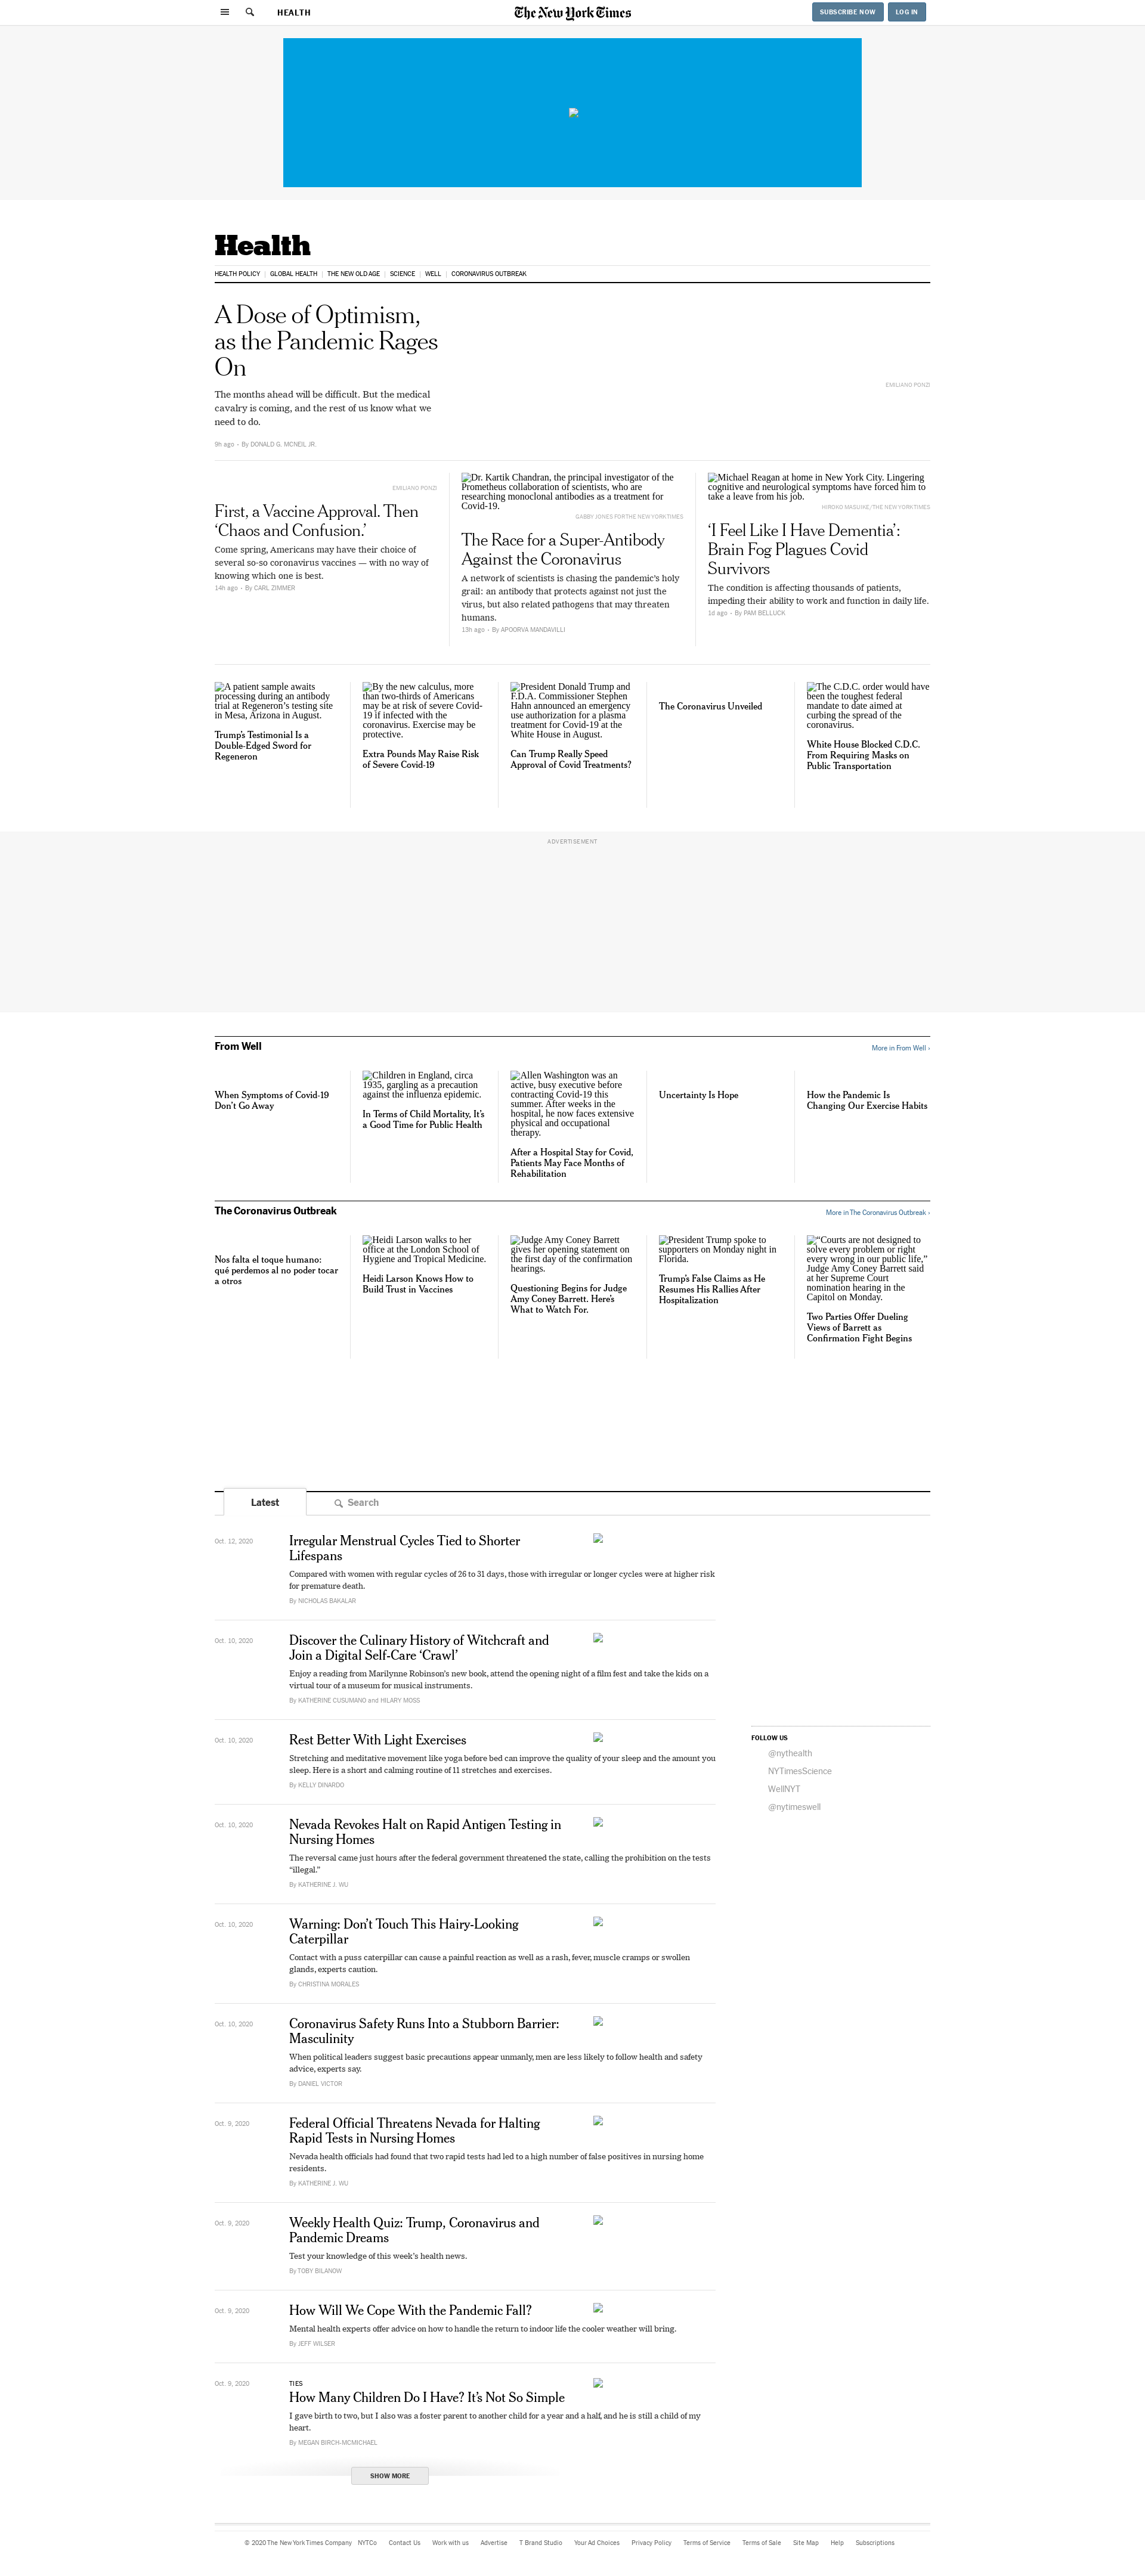 HEALTH
The New York Times
SUBSCRIBE NOW
LOG IN
Health
HEALTH POLICY
GLOBAL HEALTH
THE NEW OLD AGE
SCIENCE
WELL
CORONAVIRUS OUTBREAK
A Dose of Optimism,
as the Pandemic Rages
On
The months ahead will be difficult. But the medical
cavalry is coming, and the rest of us know what we
need to do.
9h ago • By DONALD G. MCNEIL JR.
EMILIANO PONZI
EMILIANO PONZI
First, a Vaccine Approval. Then
‘Chaos and Confusion.’
Come spring, Americans may have their choice of
several so-so coronavirus vaccines — with no way of
knowing which one is best.
14h ago • By CARL ZIMMER
Dr. Kartik Chandran, the principal investigator of the
Prometheus collaboration of scientists, who are
researching monoclonal antibodies as a treatment for
Covid-19.
GABBY JONES FOR THE NEW YORK TIMES
The Race for a Super-Antibody
Against the Coronavirus
A network of scientists is chasing the pandemic’s holy
grail: an antibody that protects against not just the
virus, but also related pathogens that may threaten
humans.
13h ago • By APOORVA MANDAVILLI
Michael Reagan at home in New York City. Lingering
cognitive and neurological symptoms have forced him to
take a leave from his job.
HIROKO MASUIKE/THE NEW YORK TIMES
‘I Feel Like I Have Dementia’:
Brain Fog Plagues Covid
Survivors
The condition is affecting thousands of patients,
impeding their ability to work and function in daily life.
1d ago • By PAM BELLUCK
A patient sample awaits
processing during an antibody
trial at Regeneron’s testing site
in Mesa, Arizona in August.
Trump’s Testimonial Is a
Double-Edged Sword for
Regeneron
By the new calculus, more
than two-thirds of Americans
may be at risk of severe Covid-
19 if infected with the
coronavirus. Exercise may be
protective.
Extra Pounds May Raise Risk
of Severe Covid-19
President Donald Trump and
F.D.A. Commissioner Stephen
Hahn announced an emergency
use authorization for a plasma
treatment for Covid-19 at the
White House in August.
Can Trump Really Speed
Approval of Covid Treatments?
The Coronavirus Unveiled
The C.D.C. order would have
been the toughest federal
mandate to date aimed at
curbing the spread of the
coronavirus.
White House Blocked C.D.C.
From Requiring Masks on
Public Transportation
ADVERTISEMENT
From Well
More in From Well ›
When Symptoms of Covid-19
Don’t Go Away
Children in England, circa
1935, gargling as a precaution
against the influenza epidemic.
In Terms of Child Mortality, It’s
a Good Time for Public Health
Allen Washington was an
active, busy executive before
contracting Covid-19 this
summer. After weeks in the
hospital, he now faces extensive
physical and occupational
therapy.
After a Hospital Stay for Covid,
Patients May Face Months of
Rehabilitation
Uncertainty Is Hope
How the Pandemic Is
Changing Our Exercise Habits
The Coronavirus Outbreak
More in The Coronavirus Outbreak ›
Nos falta el toque humano:
qué perdemos al no poder tocar
a otros
Heidi Larson walks to her
office at the London School of
Hygiene and Tropical Medicine.
Heidi Larson Knows How to
Build Trust in Vaccines
Judge Amy Coney Barrett
gives her opening statement on
the first day of the confirmation
hearings.
Questioning Begins for Judge
Amy Coney Barrett. Here’s
What to Watch For.
President Trump spoke to
supporters on Monday night in
Florida.
Trump’s False Claims as He
Resumes His Rallies After
Hospitalization
“Courts are not designed to
solve every problem or right
every wrong in our public life,”
Judge Amy Coney Barrett said
at her Supreme Court
nomination hearing in the
Capitol on Monday.
Two Parties Offer Dueling
Views of Barrett as
Confirmation Fight Begins
Latest
Search
Oct. 12, 2020
Irregular Menstrual Cycles Tied to Shorter
Lifespans
Compared with women with regular cycles of 26 to 31 days, those with irregular or longer cycles were at higher risk
for premature death.
By NICHOLAS BAKALAR
Oct. 10, 2020
Discover the Culinary History of Witchcraft and
Join a Digital Self-Care ‘Crawl’
Enjoy a reading from Marilynne Robinson’s new book, attend the opening night of a film fest and take the kids on a
virtual tour of a museum for musical instruments.
By KATHERINE CUSUMANO and HILARY MOSS
Oct. 10, 2020
Rest Better With Light Exercises
Stretching and meditative movement like yoga before bed can improve the quality of your sleep and the amount you
sleep. Here is a short and calming routine of 11 stretches and exercises.
By KELLY DINARDO
Oct. 10, 2020
Nevada Revokes Halt on Rapid Antigen Testing in
Nursing Homes
The reversal came just hours after the federal government threatened the state, calling the prohibition on the tests
“illegal.”
By KATHERINE J. WU
Oct. 10, 2020
Warning: Don’t Touch This Hairy-Looking
Caterpillar
Contact with a puss caterpillar can cause a painful reaction as well as a rash, fever, muscle cramps or swollen
glands, experts caution.
By CHRISTINA MORALES
Oct. 10, 2020
Coronavirus Safety Runs Into a Stubborn Barrier:
Masculinity
When political leaders suggest basic precautions appear unmanly, men are less likely to follow health and safety
advice, experts say.
By DANIEL VICTOR
Oct. 9, 2020
Federal Official Threatens Nevada for Halting
Rapid Tests in Nursing Homes
Nevada health officials had found that two rapid tests had led to a high number of false positives in nursing home
residents.
By KATHERINE J. WU
Oct. 9, 2020
Weekly Health Quiz: Trump, Coronavirus and
Pandemic Dreams
Test your knowledge of this week’s health news.
By TOBY BILANOW
Oct. 9, 2020
How Will We Cope With the Pandemic Fall?
Mental health experts offer advice on how to handle the return to indoor life the cooler weather will bring.
By JEFF WILSER
Oct. 9, 2020
TIES
How Many Children Do I Have? It’s Not So Simple
I gave birth to two, but I also was a foster parent to another child for a year and a half, and he is still a child of my
heart.
By MEGAN BIRCH-MCMICHAEL
SHOW MORE
FOLLOW US
@nythealth
NYTimesScience
WellNYT
@nytimeswell
© 2020 The New York Times Company
NYTCo
Contact Us
Work with us
Advertise
T Brand Studio
Your Ad Choices
Privacy Policy
Terms of Service
Terms of Sale
Site Map
Help
Subscriptions